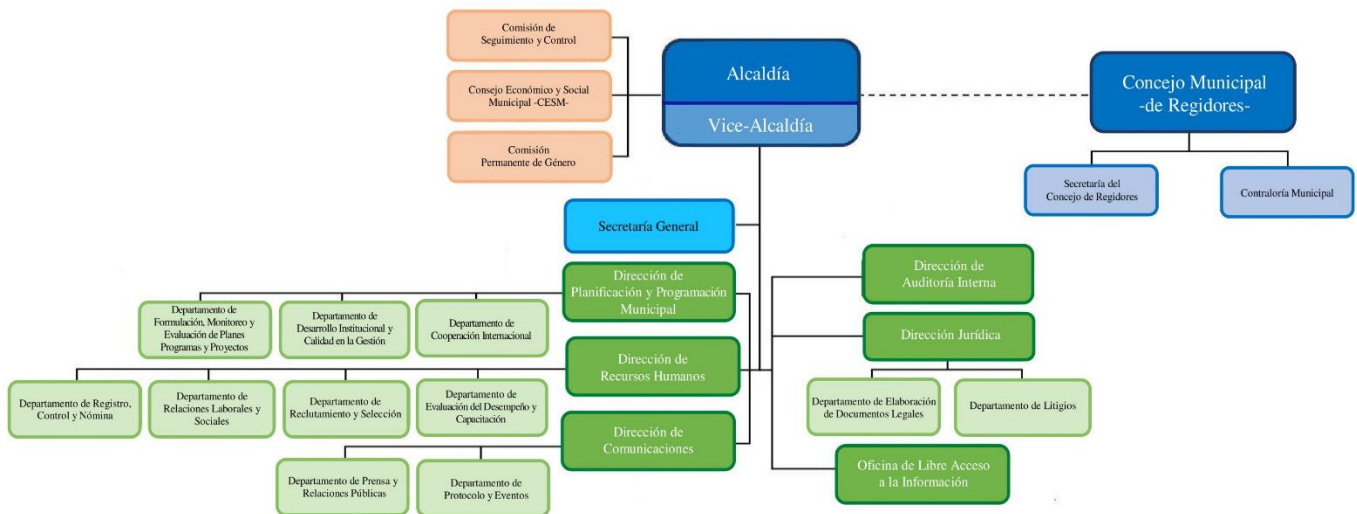 Comisión de
Seguimiento y Control
Consejo Económico y Social
Municipal -CESM-
Comisión
Permanente de Género
Alcaldía
Vice-Alcaldía
Concejo Municipal
-de Regidores-
Secretaría del
Concejo de Regidores
Contraloría Municipal
Secretaría General
Dirección de
Planificación y Programación
Municipal
Departamento de
Formulación, Monitoreo y
Evaluación de Planes
Programas y Proyectos
Departamento de
Desarrollo Institucional y
Calidad en la Gestión
Departamento de
Cooperación Internacional
Dirección de
Recursos Humanos
Departamento de Registro,
Control y Nómina
Departamento de
Relaciones Laborales y
Sociales
Departamento de
Reclutamiento y Selección
Departamento de
Evaluación del Desempeño y
Capacitación
Dirección de
Comunicaciones
Departamento de Prensa y
Relaciones Públicas
Departamento de
Protocolo y Eventos
Dirección de
Auditoría Interna
Dirección Jurídica
Departamento de Elaboración
de Documentos Legales
Departamento de Litigios
Oficina de Libre Acceso
a la Información